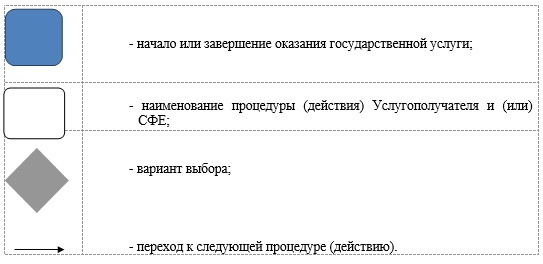 - начало или завершение оказания государственной услуги;
- наименование процедуры (действия) Услугополучателя и (или)
СФЕ;
- вариант выбора;
- переход к следующей процедуре (действию).